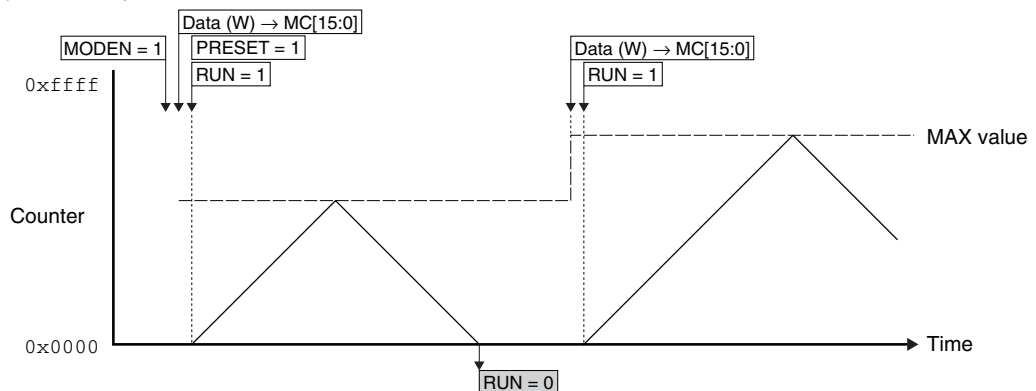 Data (W) → MC[15:0]
MODEN = 1
PRESET = 1
RUN = 1
Data (W) → MC[15:0]
RUN = 1
0xffff
MAX value
Counter
0x0000
Time
RUN = 0